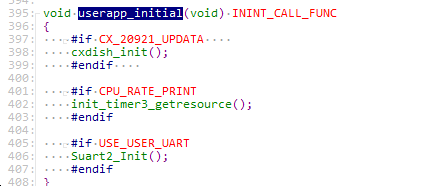 395: void userapp_initial(void) ININT_CALL_FUNC
396: {
397: ····#if·CX_20921_UPDATA····
398: ····cxdish_init();
399: ····#endif····
400:
401: ····#if·CPU_RATE_PRINT
402: ····init_timer3_getresource();
403: ····#endif
404:
405: ····#if·USE_USER_UART
406: ····Suart2_Init();
407: ····#endif
408: }